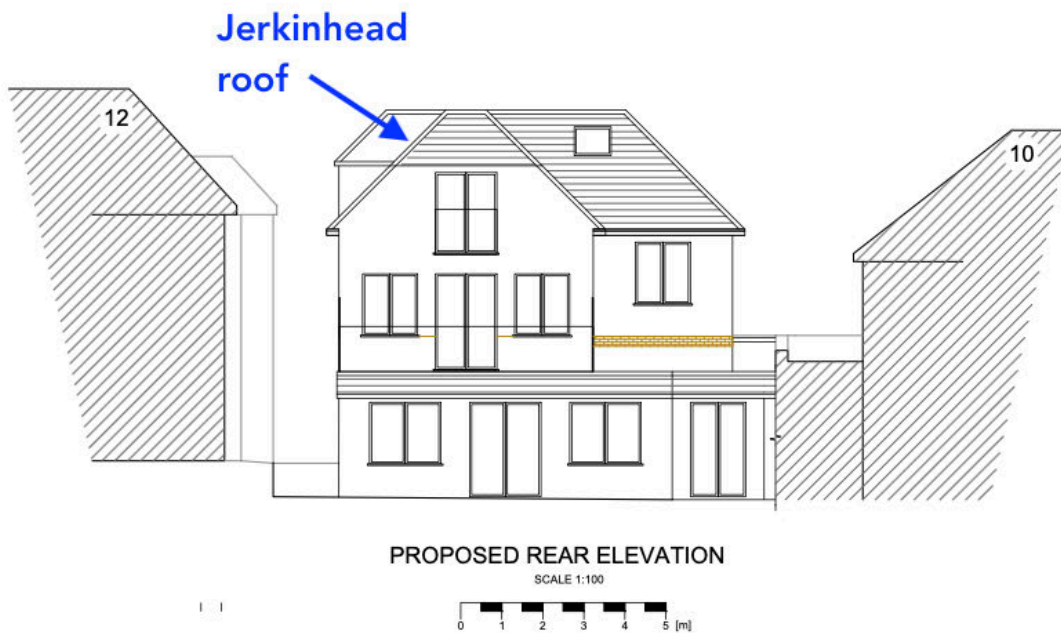 Jerkinhead
roof
12
10
PROPOSED REAR ELEVATION
SCALE 1:100
0 1 2 3 4 5 [m]